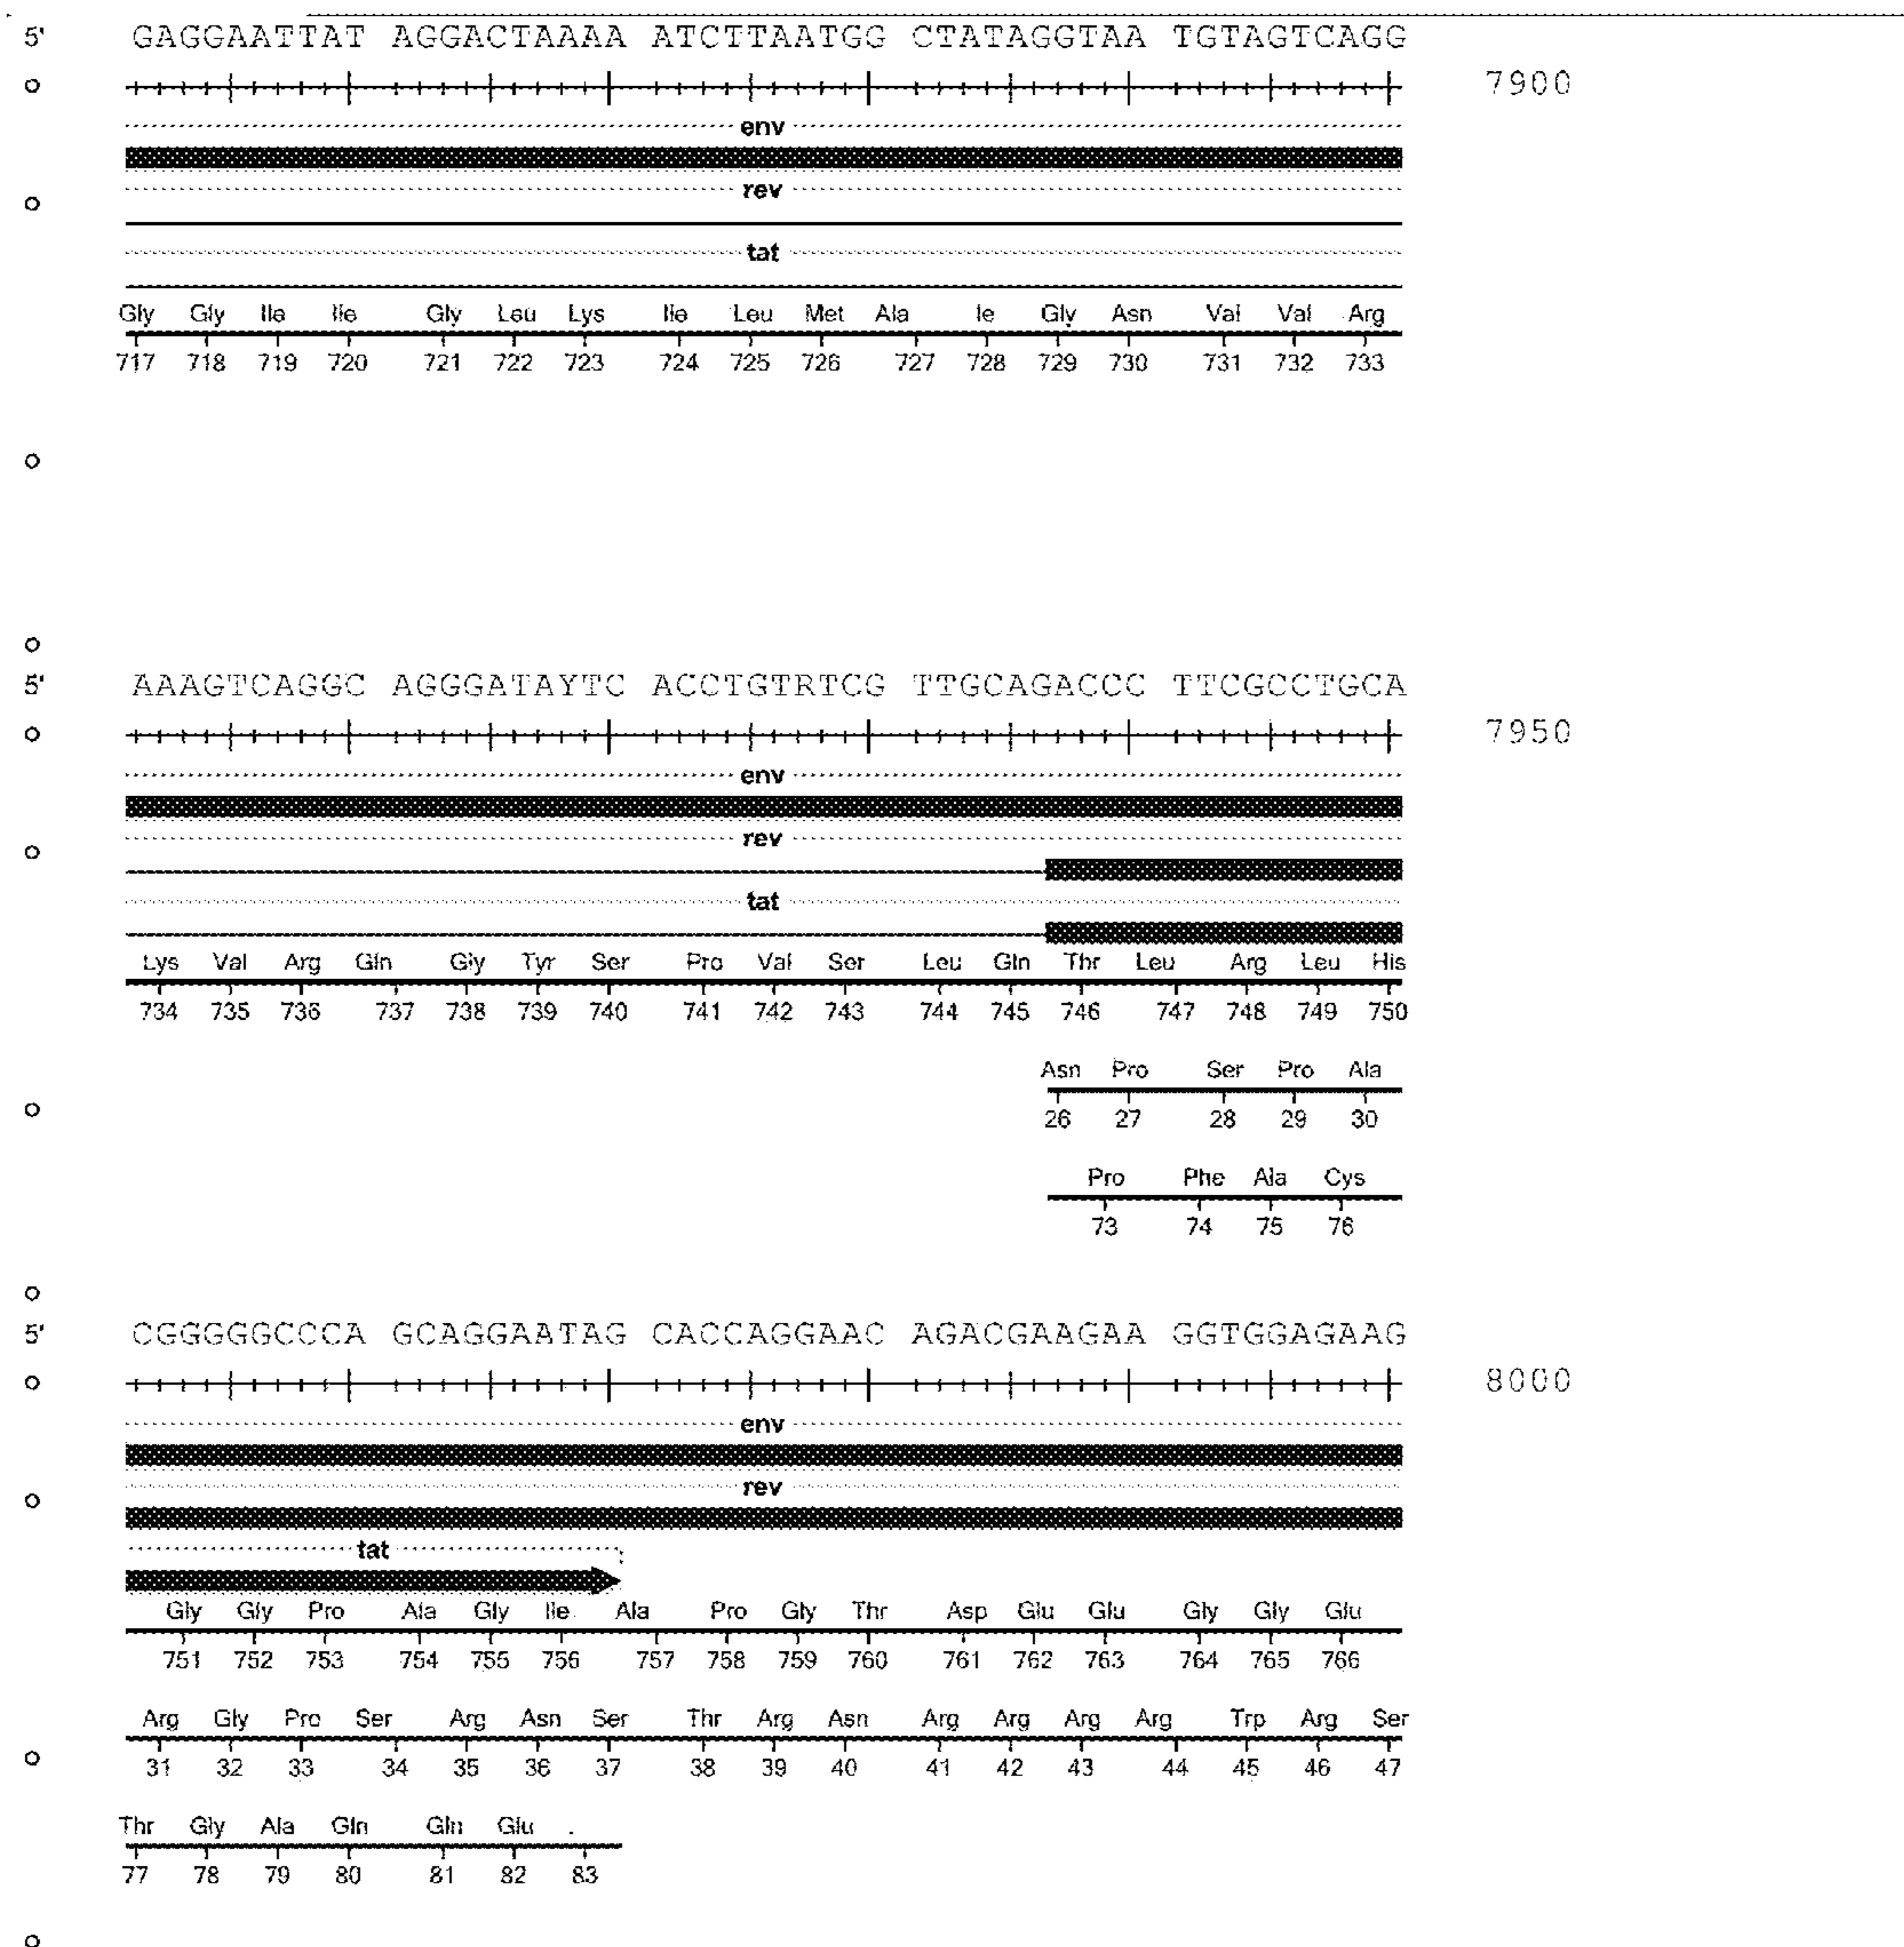 5' GAGGAATTAT AGGACTAAAA ATCTTAATGG CTATAGGTAA TGTAGTCAGG
7900
env
rev
tat
Gly Gly Ile Ile Gly Leu Lys Ile Leu Met Ala Ie Gly Asn Val Val Arg
717 718 719 720 721 722 723 724 725 726 727 728 729 730 731 732 733
5' AAAGTCAGGC AGGGATAYTC ACCTGTRTCG TTGCAGACCC TTCGCCTGCA
7950
env
rev
tat
Lys Val Arg Gln Gly Tyr Ser Pro Val Ser Leu Gln Thr Leu Arg Leu His
734 735 736 737 738 739 740 741 742 743 744 745 746 747 748 749 750
Asn Pro Ser Pro Ala
26 27 28 29 30
Pro Phe Ala Cys
73 74 75 76
5' CGGGGGCCCA GCAGGAATAG CACCAGGAAC AGACGAAGAA GGTGGAGAAG
8000
env
rev
tat
Gly Gly Pro Ala Gly Ile Ala Pro Gly Thr Asp Glu Glu Gly Gly Glu
751 752 753 754 755 756 757 758 759 760 761 762 763 764 765 766
Arg Gly Pro Ser Arg Asn Ser Thr Arg Asn Arg Arg Arg Arg Trp Arg Ser
31 32 33 34 35 36 37 38 39 40 41 42 43 44 45 46 47
Thr Gly Ala Gln Gln Glu .
77 78 79 80 81 82 83